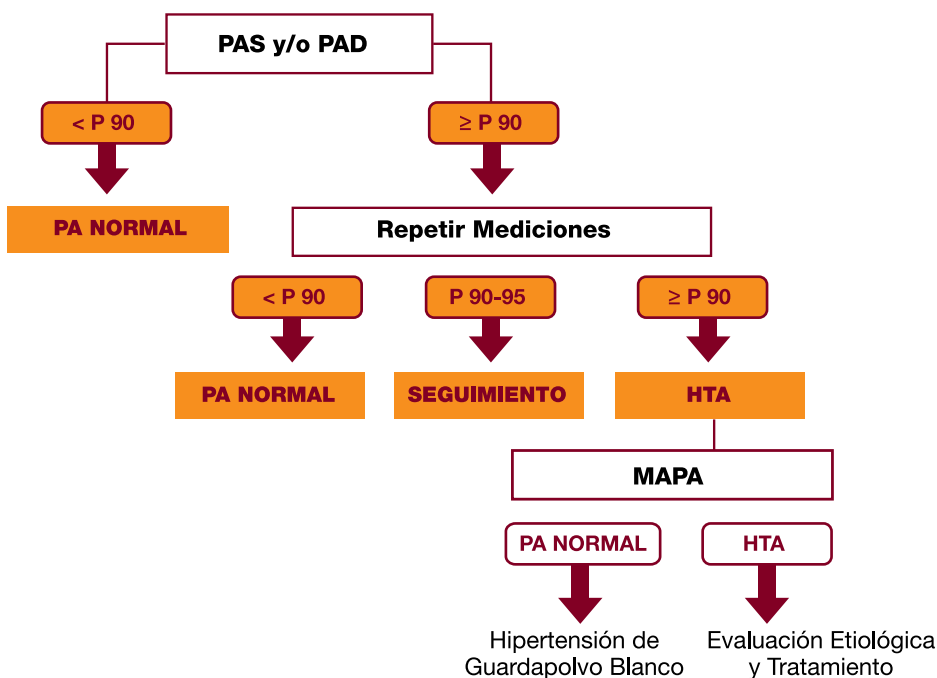 PAS y/o PAD
< P 90
≥ P 90
PA NORMAL
Repetir Mediciones
< P 90
P 90-95
≥ P 90
PA NORMAL
SEGUIMIENTO
HTA
MAPA
PA NORMAL
HTA
Hipertensión de
Guardapolvo Blanco
Evaluación Etiológica
y Tratamiento